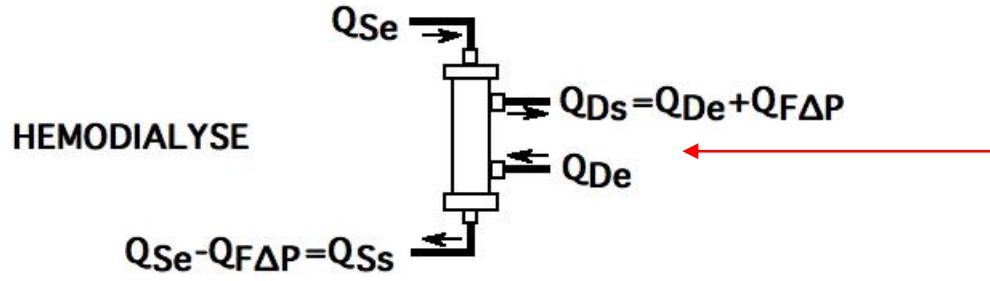 QSe
QDs=QDe+QFΔP
HEMODIALYSE
QDe
QSe-QFΔP=QSs